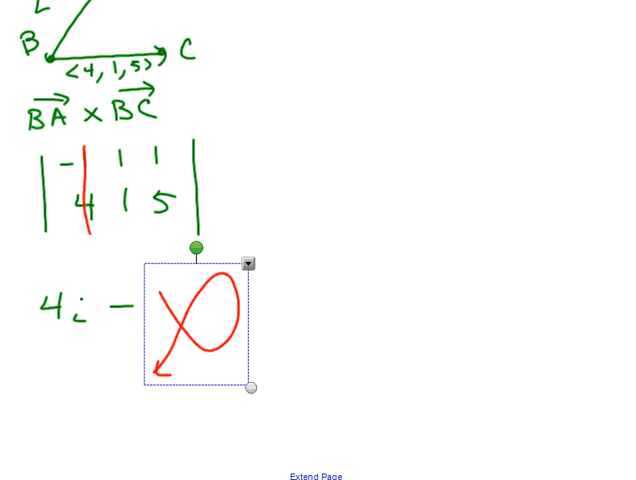 B
C
<4, 1, 5>
BA x BC
- 1 1
4 1 5
4i -
Extend Page